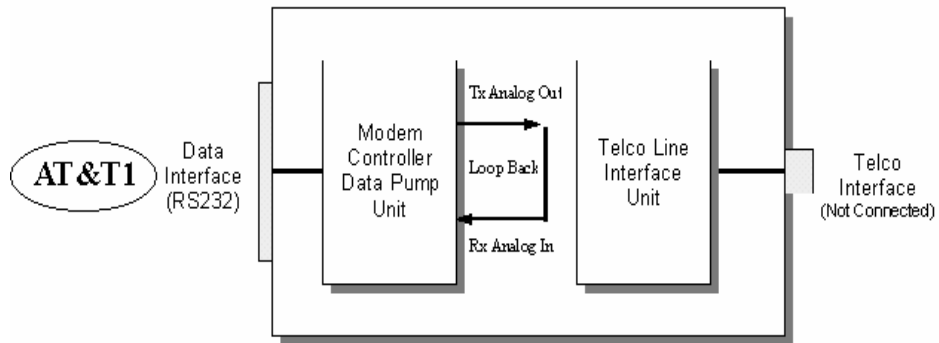 AT&T1
Data
Interface
(RS232)
Modem
Controller
Data Pump
Unit
Tx Analog Out
Loop Back
Rx Analog In
Telco Line
Interface
Unit
Telco
Interface
(Not Connected)